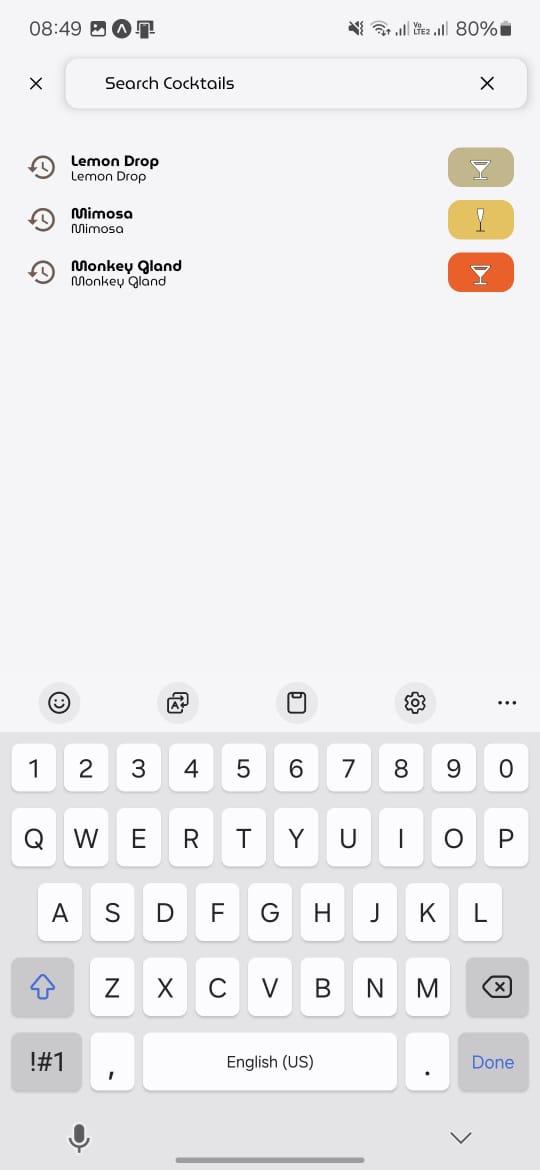 08:49 Vo LTE2 80%
Search Cocktails
Lemon Drop
Lemon Drop
Mimosa
Mimosa
Monkey Gland
Monkey Gland
1 2 3 4 5 6 7 8 9 0
Q W E R T Y U I O P
A S D F G H J K L
Z X C V B N M
!#1 , English (US) . Done